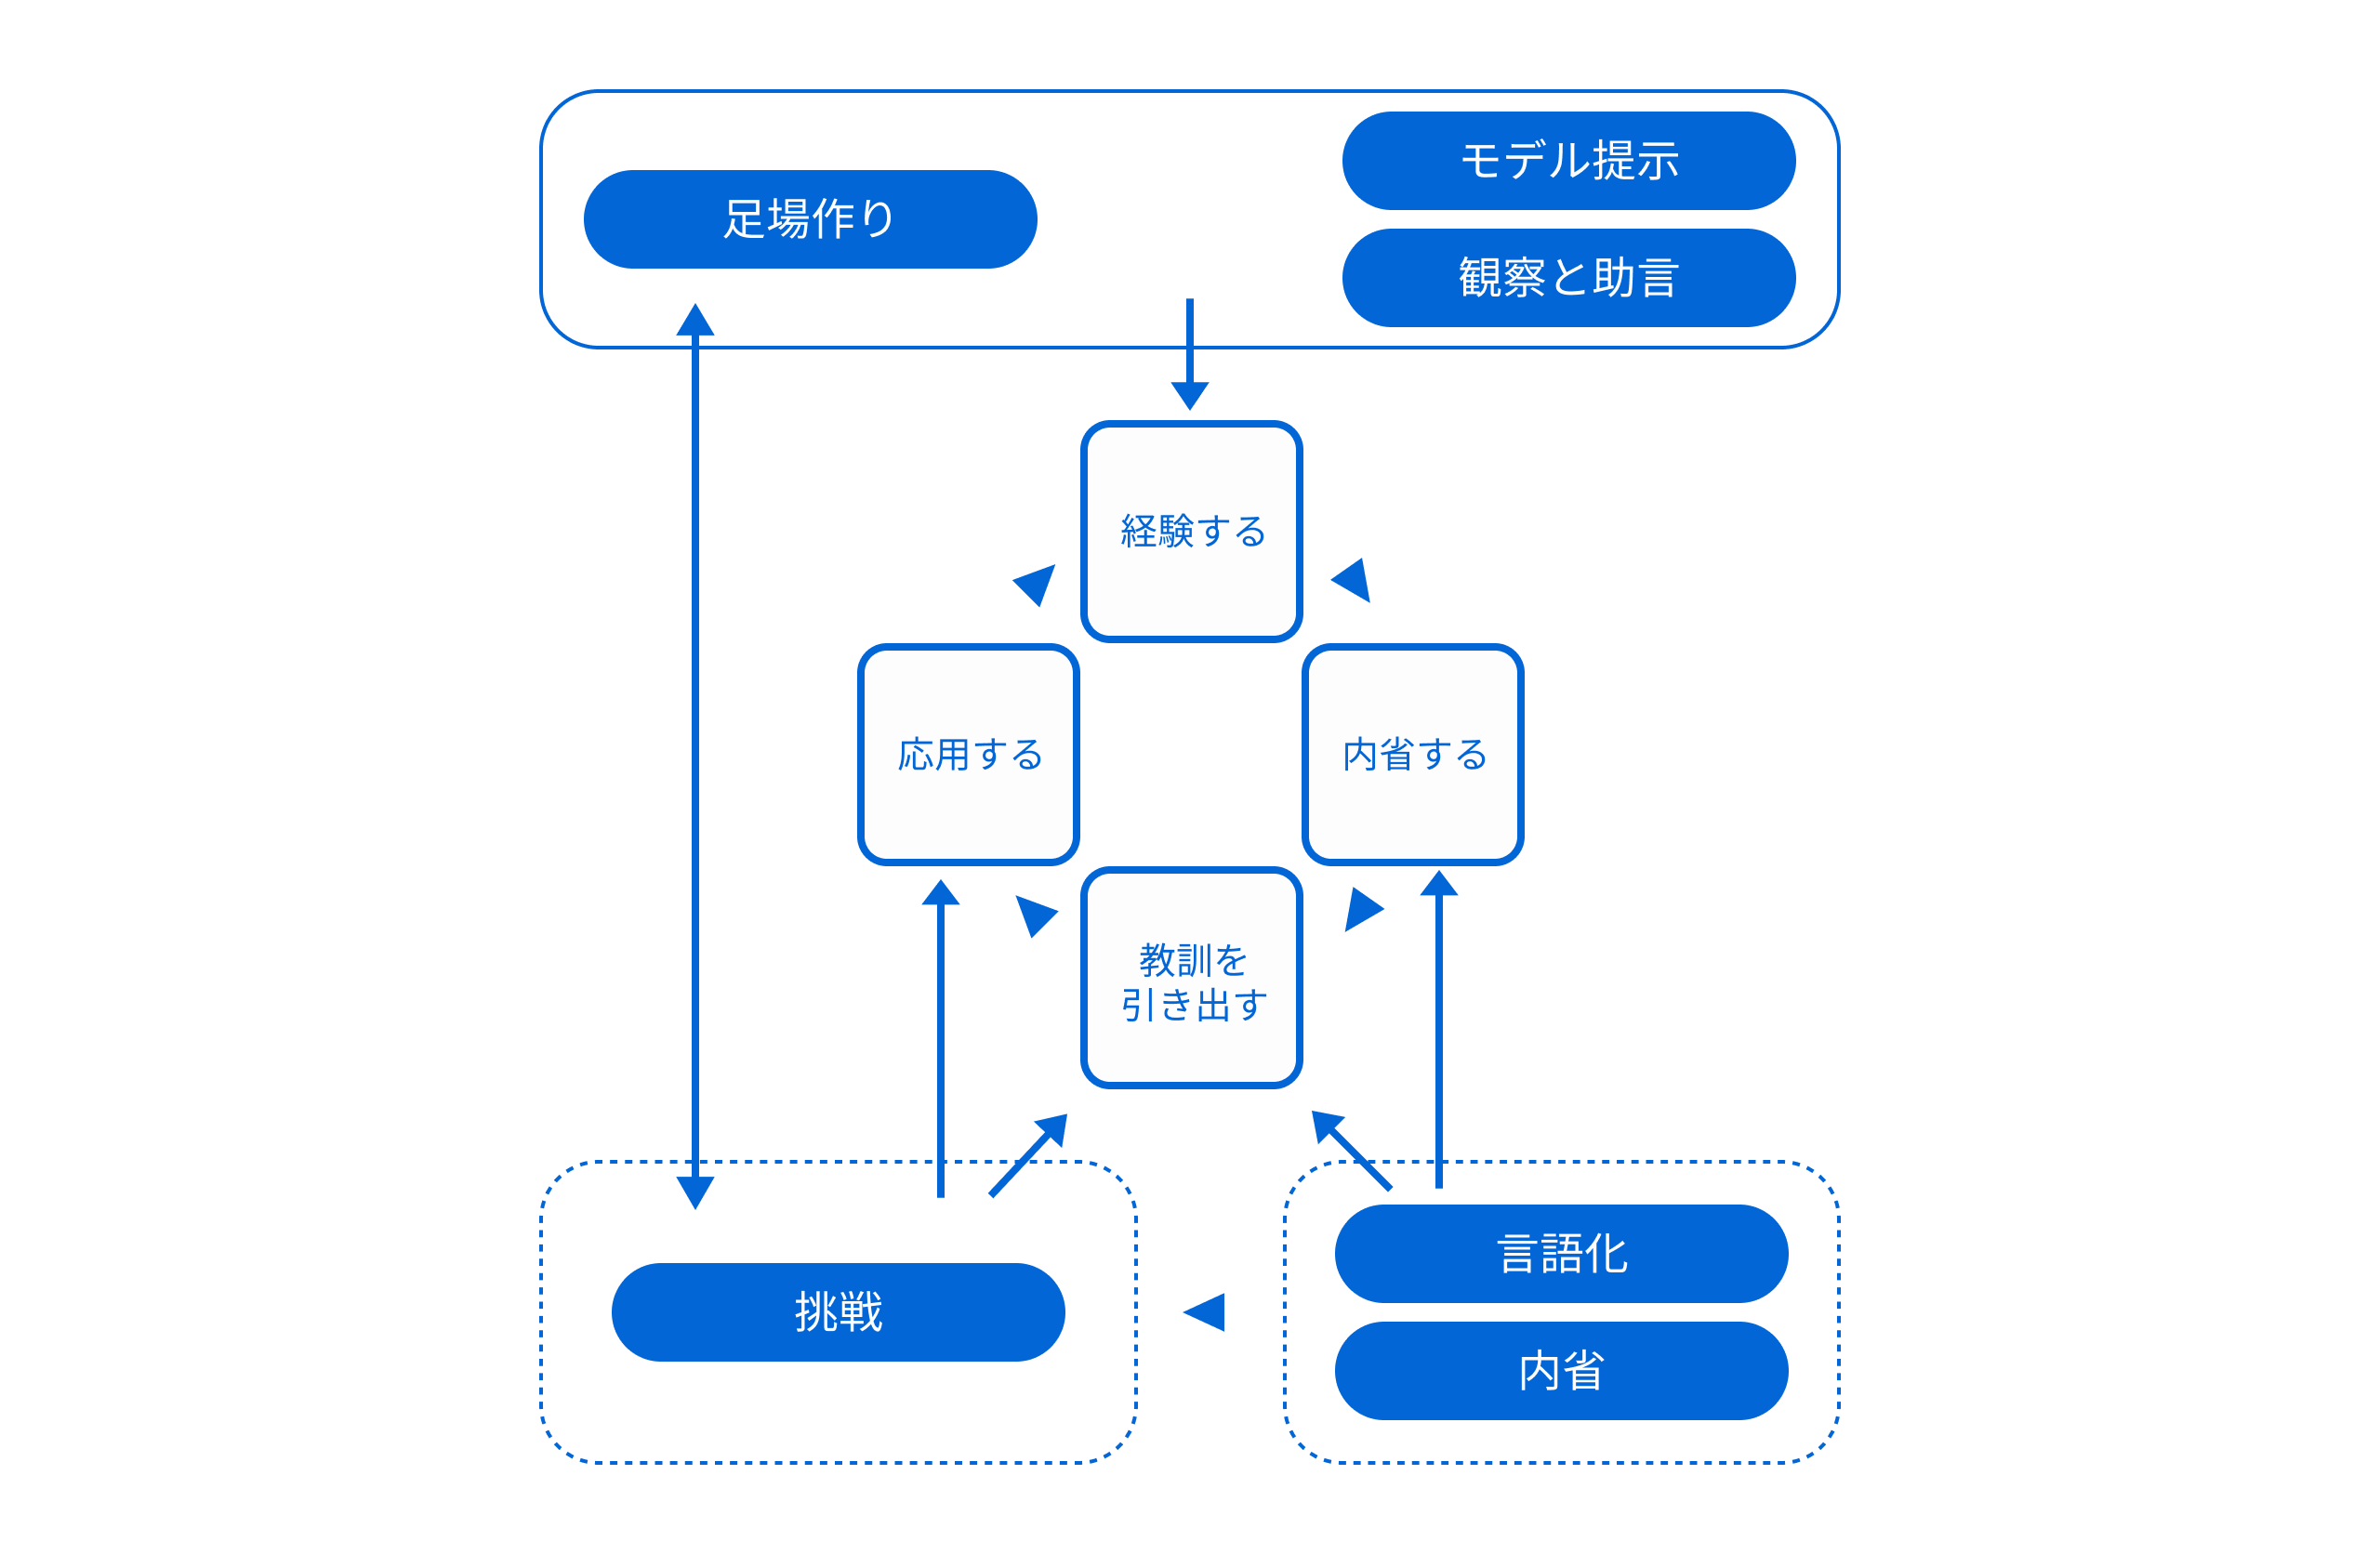 足場作り
モデル提示
観察と助言
経験する
応用する
内省する
教訓を
引き出す
挑戦
言語化
内省